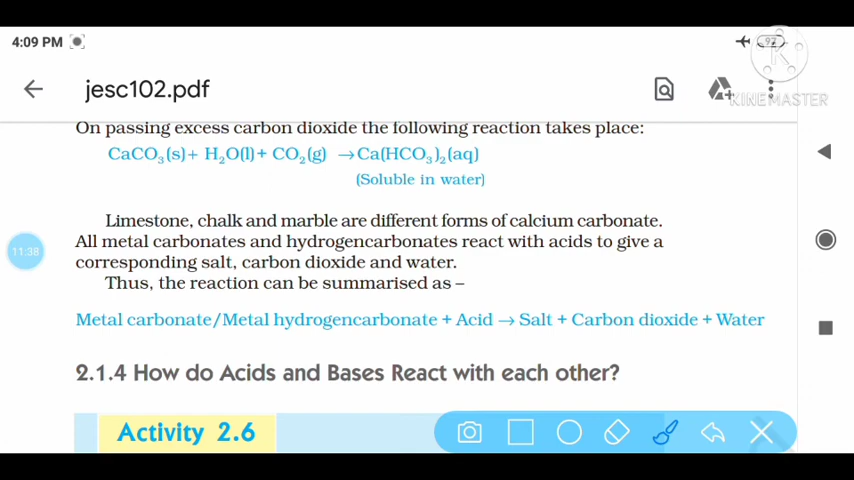 4:09 PM
92
jesc102.pdf
KINEMASTER
On passing excess carbon dioxide the following reaction takes place:
CaCO₃(s)+ H₂O(l)+ CO₂(g) →Ca(HCO₃)₂(aq)
(Soluble in water)
Limestone, chalk and marble are different forms of calcium carbonate.
All metal carbonates and hydrogencarbonates react with acids to give a
11:38
corresponding salt, carbon dioxide and water.
Thus, the reaction can be summarised as –
Metal carbonate/Metal hydrogencarbonate + Acid → Salt + Carbon dioxide + Water
2.1.4 How do Acids and Bases React with each other?
Activity 2.6